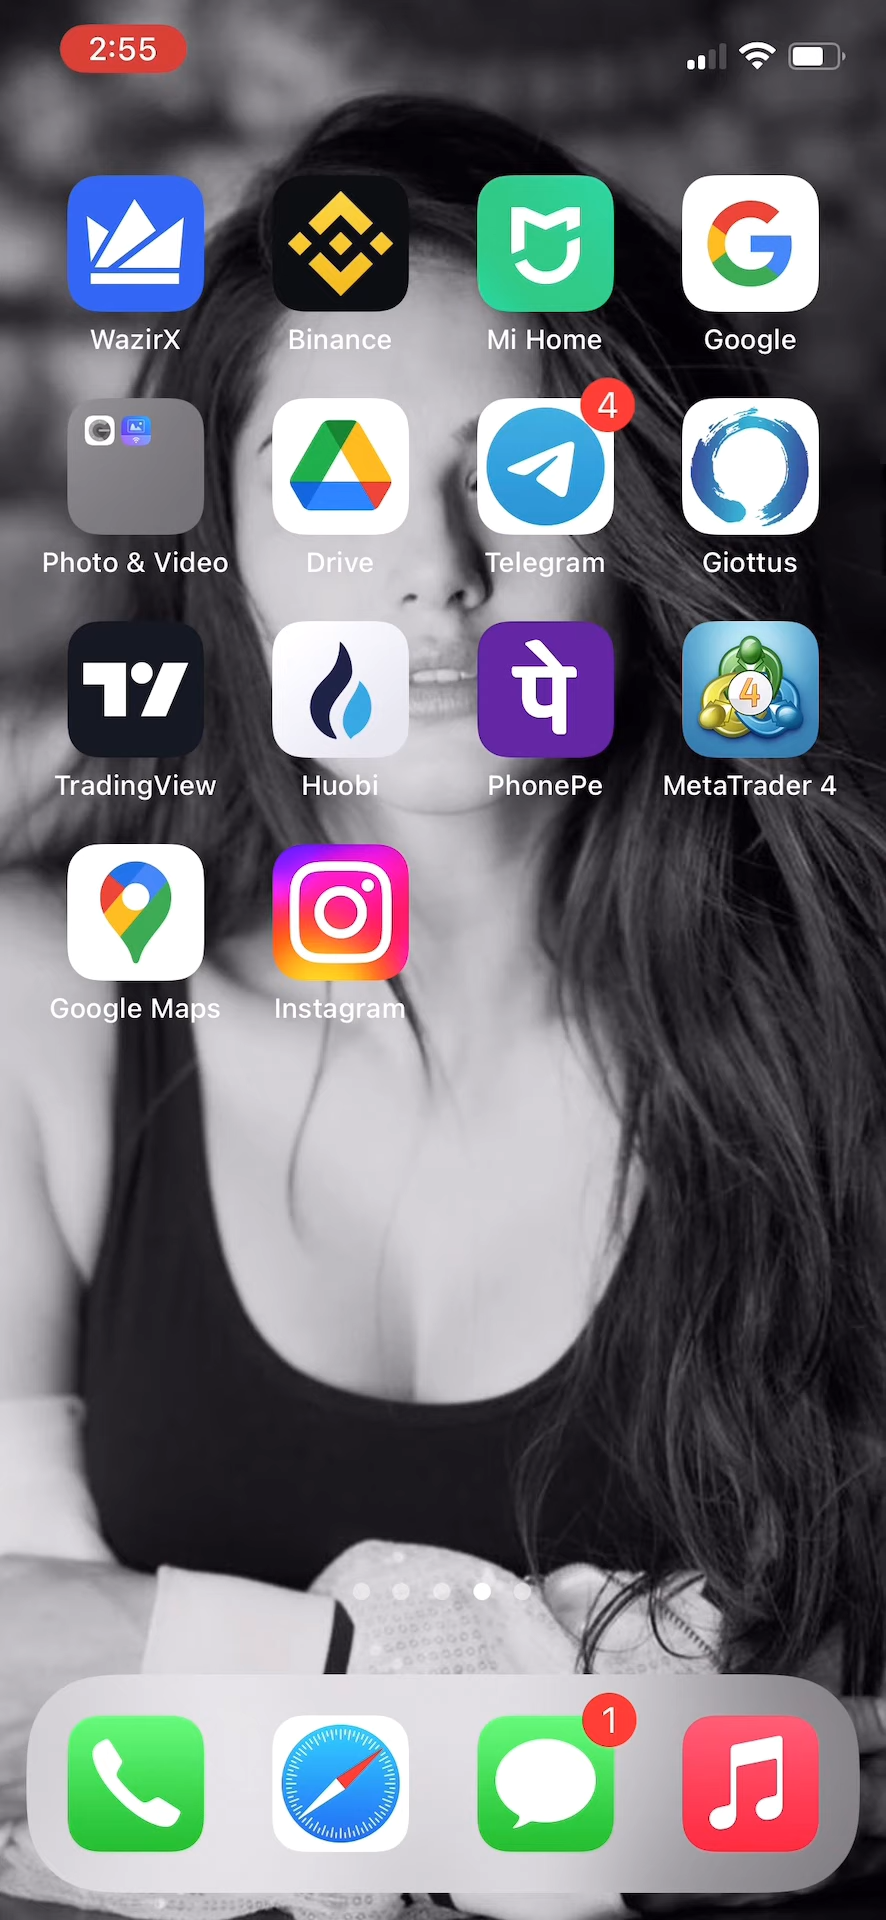 2:55
WazirX Binance Mi Home Google
4
Photo & Video Drive Telegram Giottus
पे
4
TradingView Huobi PhonePe MetaTrader 4
Google Maps Instagram
1